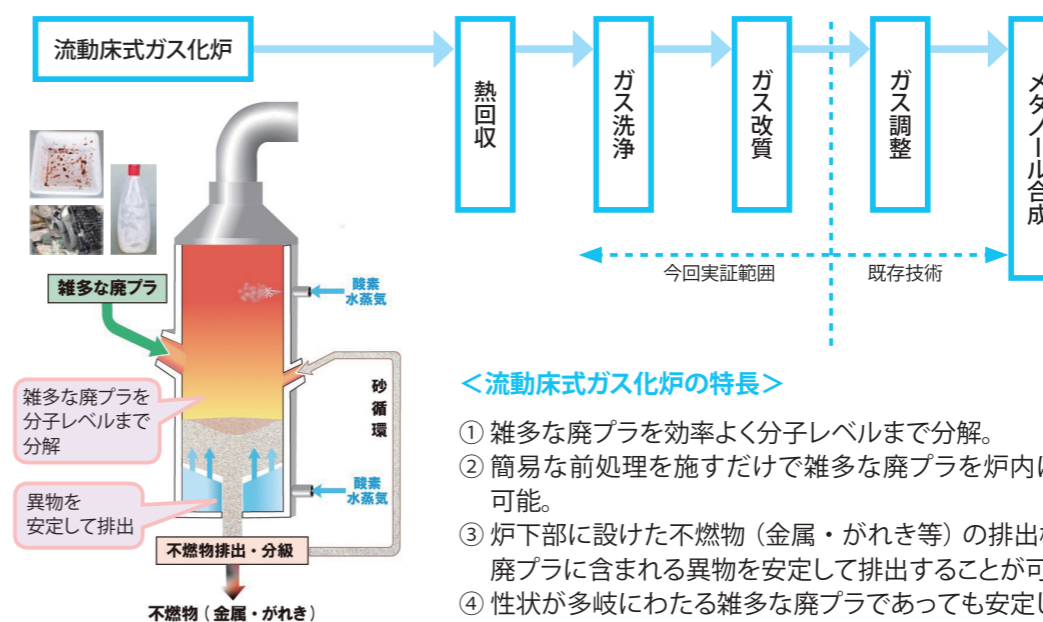 流動床式ガス化炉
熱回収
ガス洗浄
ガス改質
ガス調整
メタノール合成
今回実証範囲
既存技術
雑多な廃プラ
酸素
水蒸気
雑多な廃プラを
分子レベルまで
分解
砂循環
異物を
安定して排出
酸素
水蒸気
不燃物排出・分級
不燃物(金属・がれき)
<流動床式ガス化炉の特長>
① 雑多な廃プラを効率よく分子レベルまで分解。
② 簡易な前処理を施すだけで雑多な廃プラを炉内に
可能。
③ 炉下部に設けた不燃物(金属・がれき等)の排出
廃プラに含まれる異物を安定して排出することが可
④ 性状が多岐にわたる雑多な廃プラであっても安定し